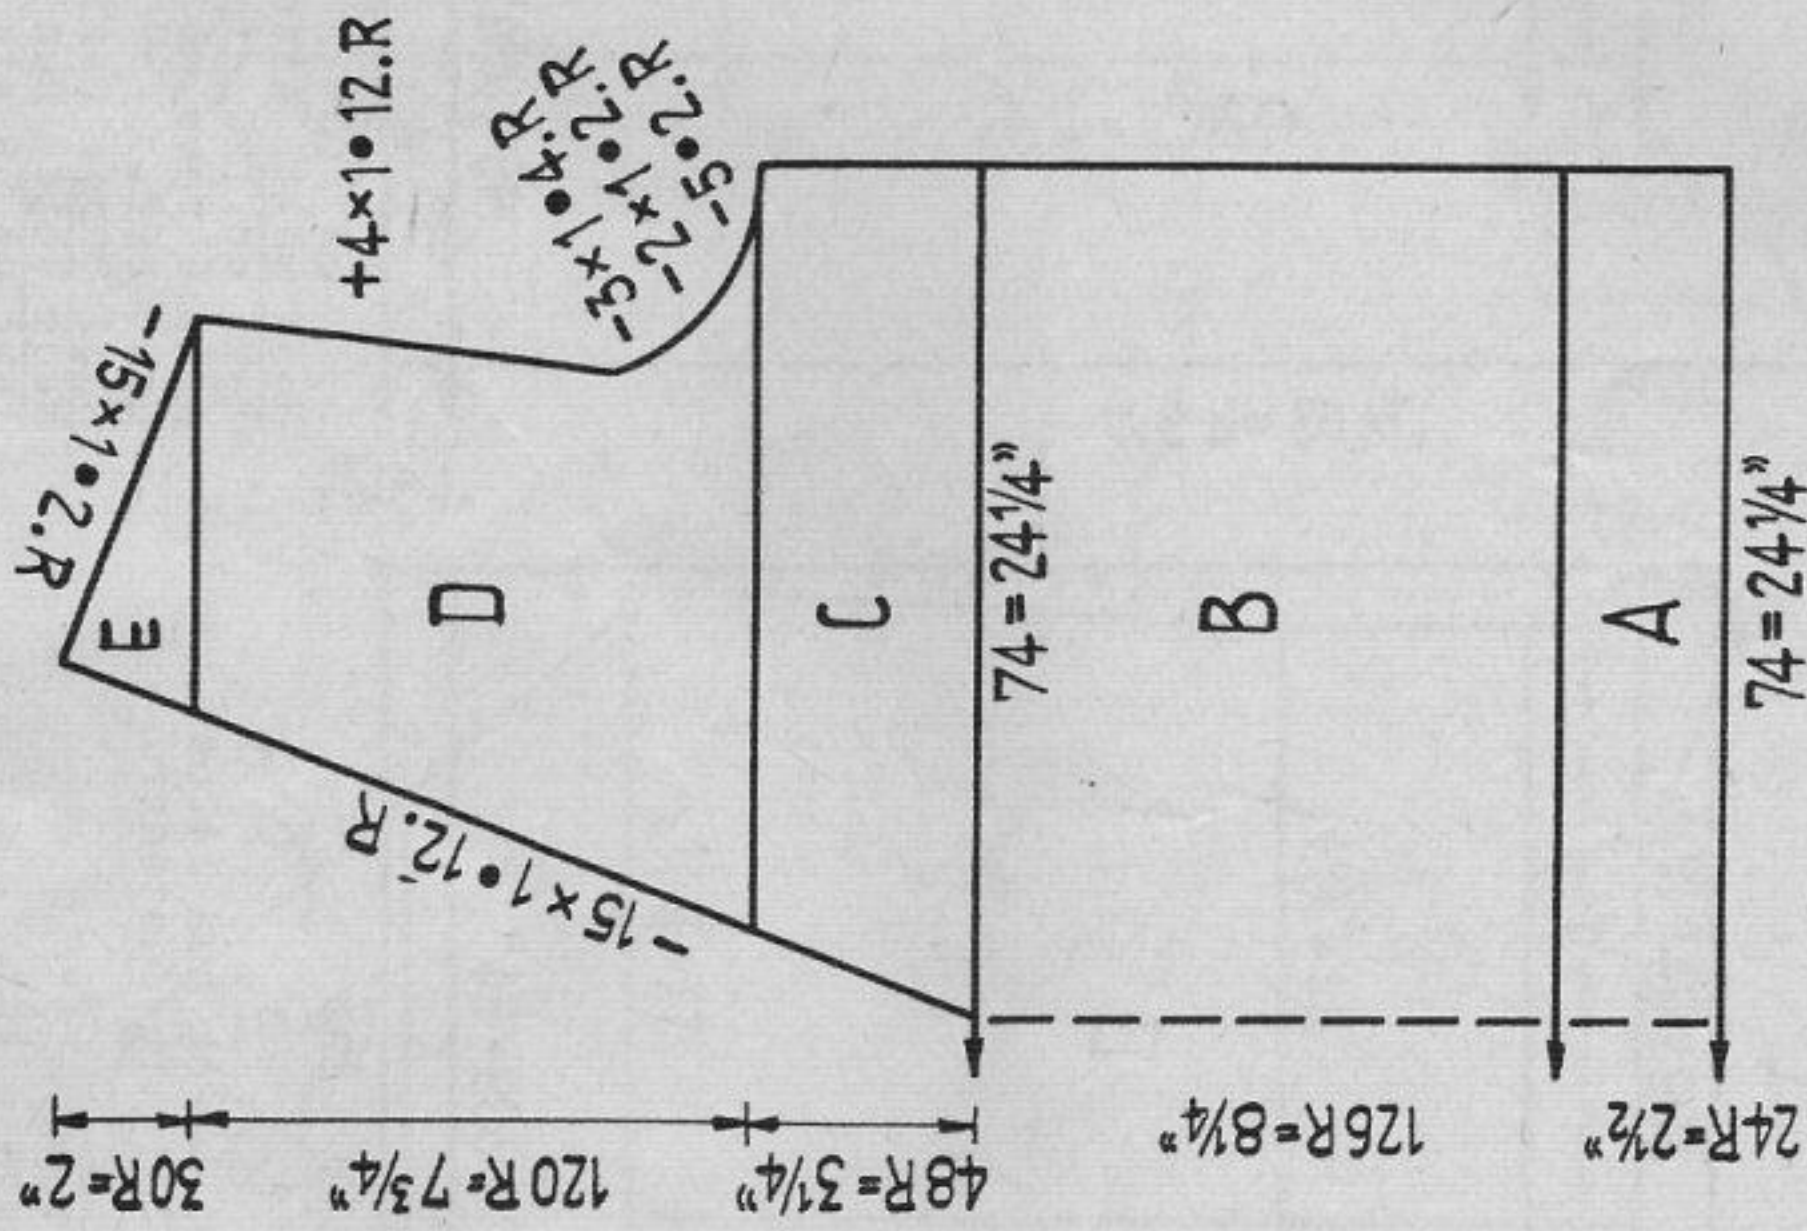 -15×1•2.R
+4×1•12.R
-3×1•4.R
-2×1•2.R
-5•2.R
E
D
C
B
A
-15×1•12.R
74=24¼”
74=24¼”
30R=2”
120R=7¾”
48R=3¼”
126R=8¼”
24R=2½”